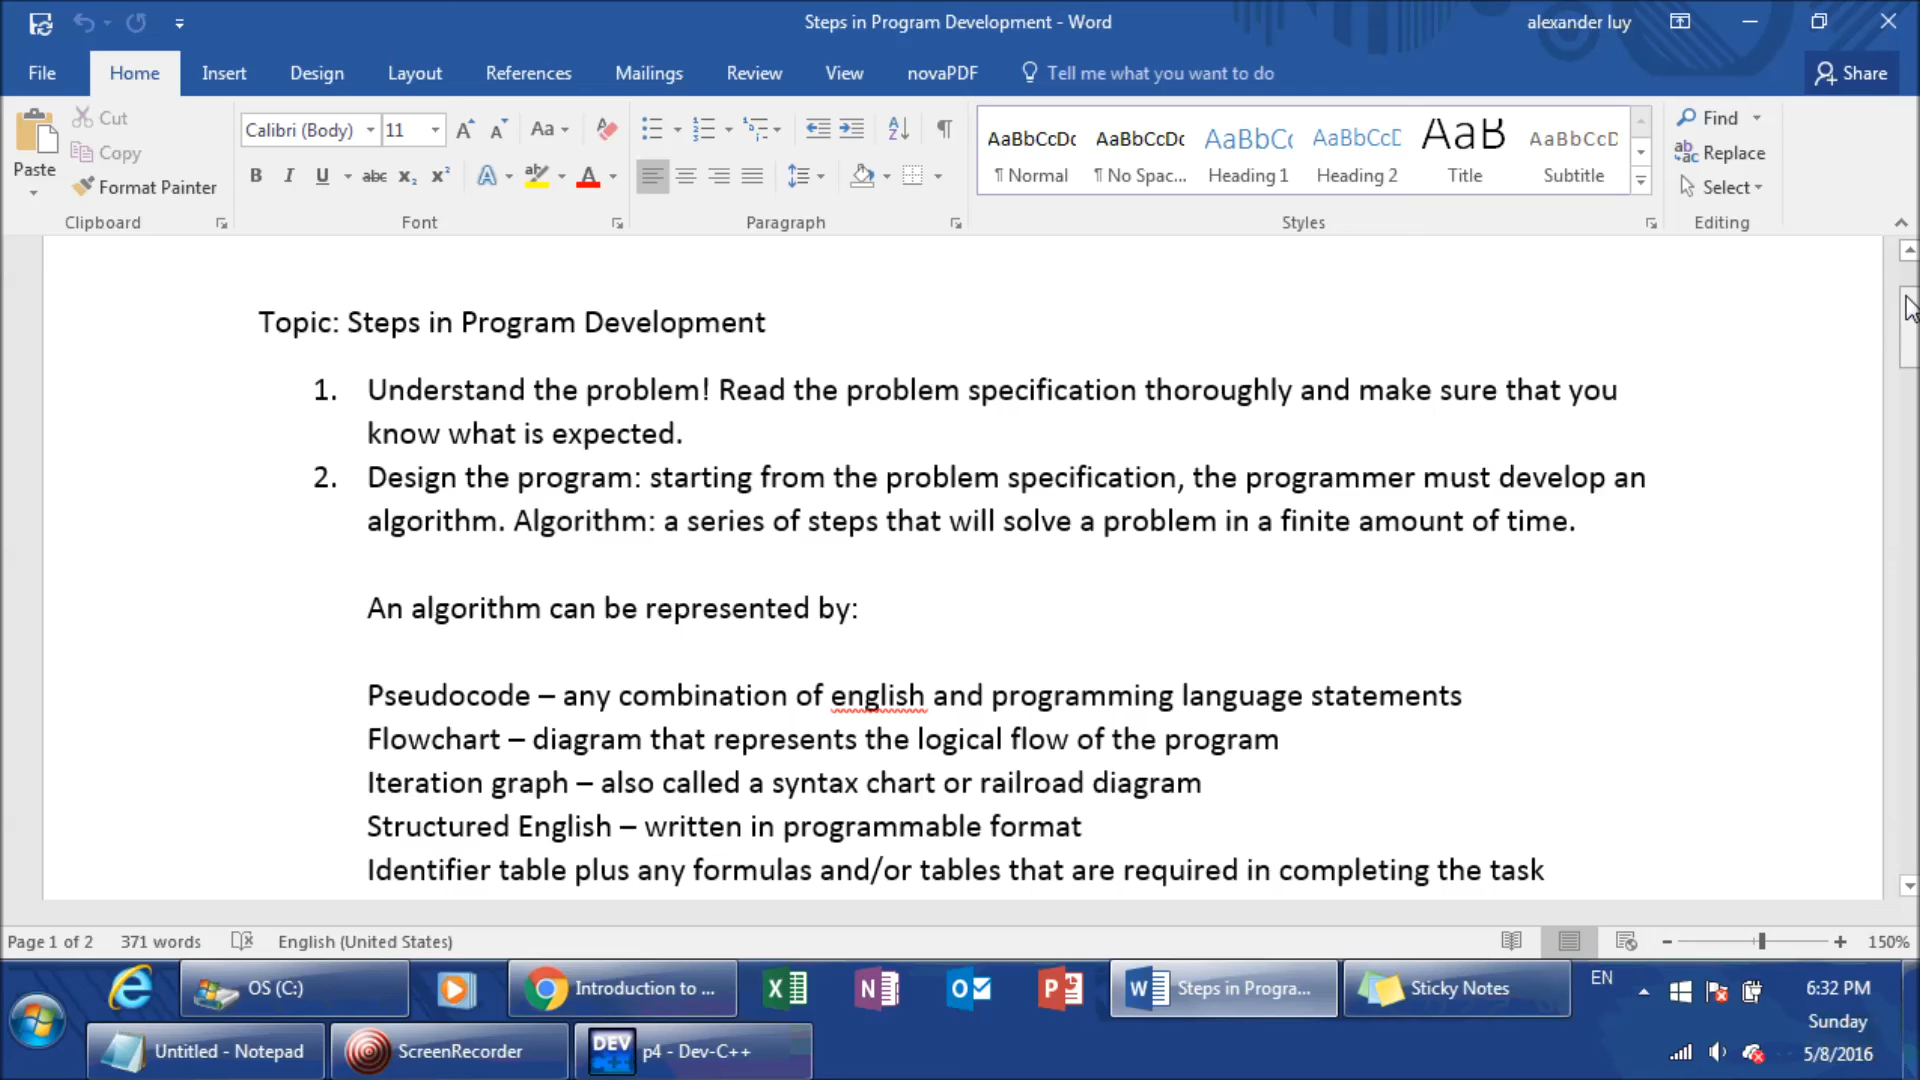 Steps in Program Development - Word
alexander luy
File Home Insert Design Layout References Mailings Review View novaPDF Tell me what you want to do Share
Paste
Cut
Copy
Format Painter
Clipboard
Calibri (Body) 11
Aa
B I U abc X₂ X² A A
Font
Paragraph
AaBbCcDc AaBbCcDc AaBbCc AaBbCcD AaB AaBbCcD
¶ Normal ¶ No Spac... Heading 1 Heading 2 Title Subtitle
Styles
Find
Replace
Select
Editing
Topic: Steps in Program Development
1. Understand the problem! Read the problem specification thoroughly and make sure that you
know what is expected.
2. Design the program: starting from the problem specification, the programmer must develop an
algorithm. Algorithm: a series of steps that will solve a problem in a finite amount of time.
An algorithm can be represented by:
Pseudocode – any combination of english and programming language statements
Flowchart – diagram that represents the logical flow of the program
Iteration graph – also called a syntax chart or railroad diagram
Structured English – written in programmable format
Identifier table plus any formulas and/or tables that are required in completing the task
Page 1 of 2 371 words English (United States) 150%
OS (C:) Introduction to ... Steps in Progra... Sticky Notes EN
Untitled - Notepad ScreenRecorder DEV p4 - Dev-C++
6:32 PM
Sunday
5/8/2016